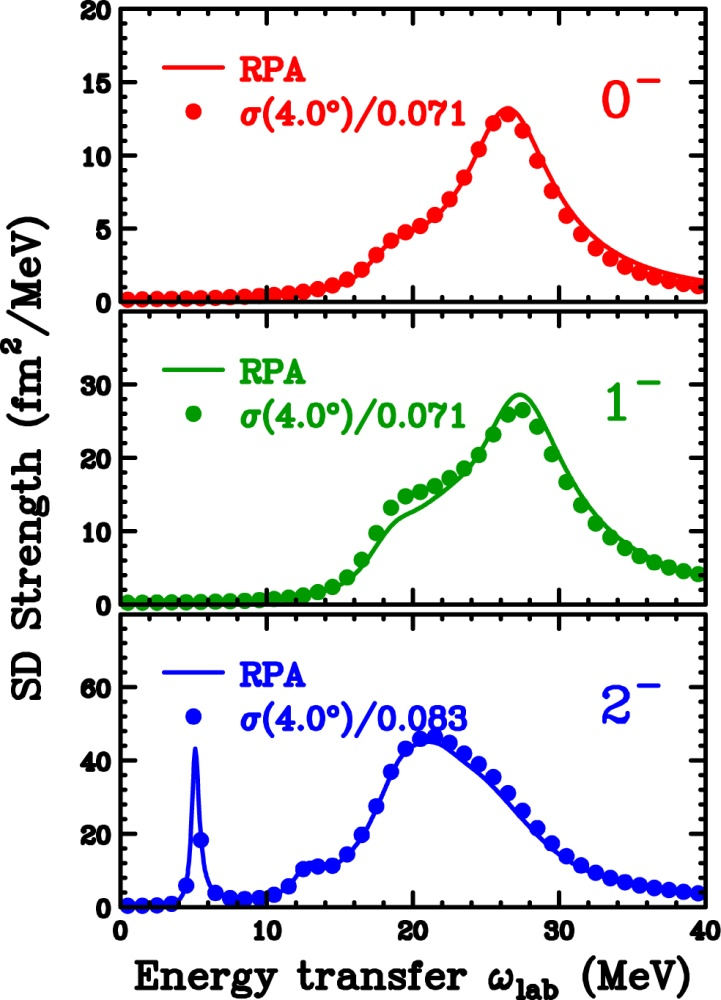 20
15
10
5
0
RPA
σ(4.0°)/0.071
0⁻
30
20
10
0
RPA
σ(4.0°)/0.071
1⁻
60
40
20
0
RPA
σ(4.0°)/0.083
2⁻
0 10 20 30 40
SD Strength (fm²/MeV)
Energy transfer ω_lab (MeV)